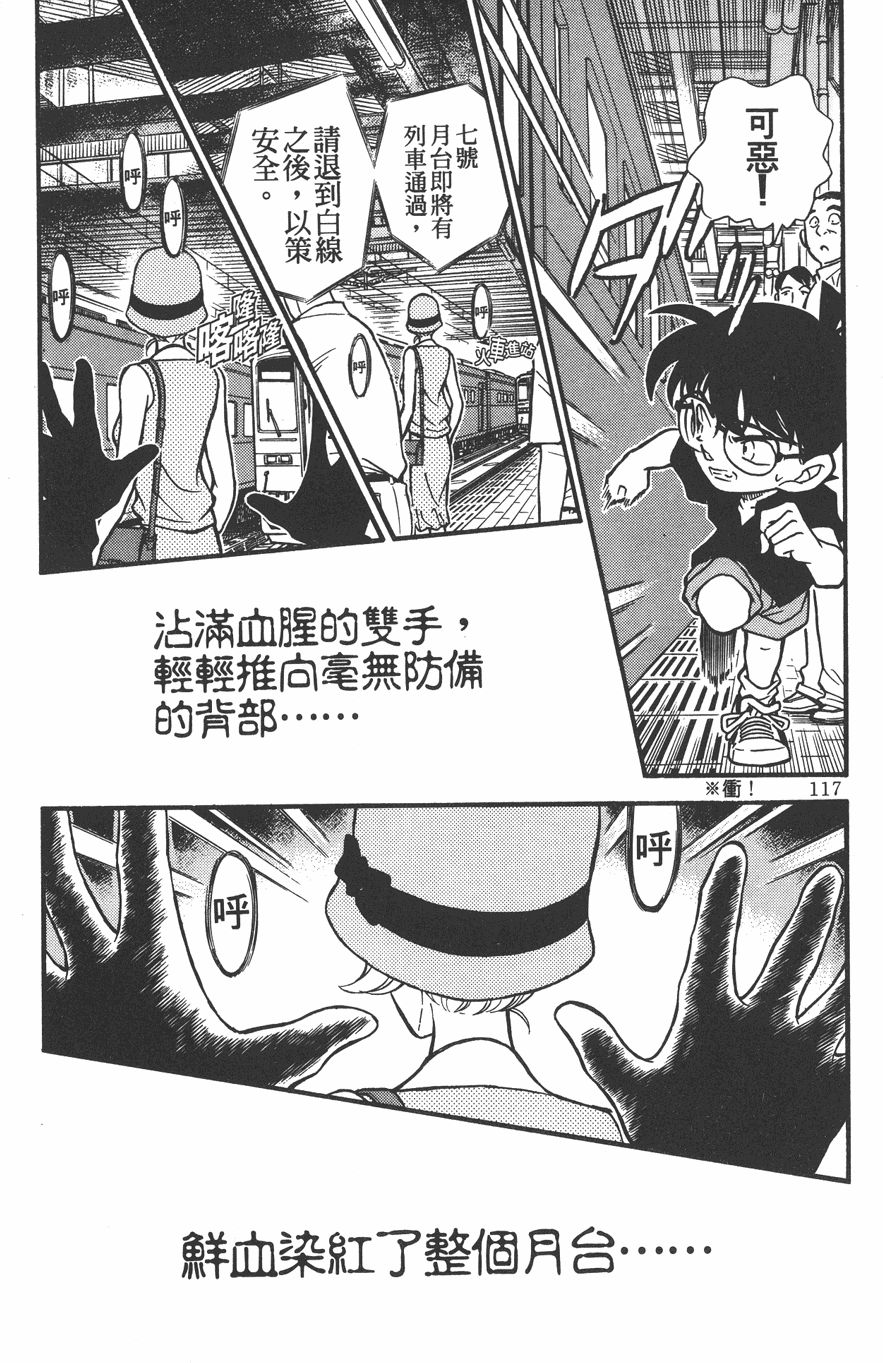 可惡！
※衝！
117
七號
月台即將有
列車通過，
火車進站
呼
呼
請退到白線
之後，以策
安全。
隆隆
喀喀
呼
呼
呼
沾滿血腥的雙手，
輕輕推向毫無防備
的背部……
呼
呼
鮮血染紅了整個月台……